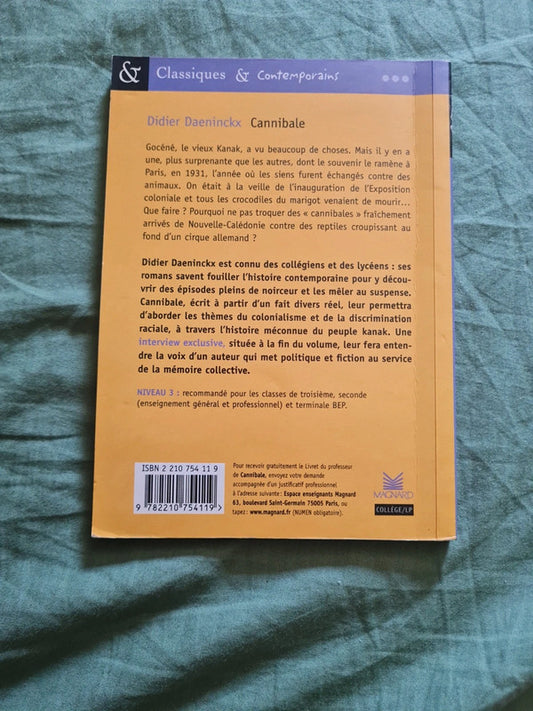 & Classiques & Contemporains
Didier Daeninckx Cannibale
Gocéné, le vieux Kanak, a vu beaucoup de choses. Mais il y en a
une, plus surprenante que les autres, dont le souvenir le ramène à
Paris, en 1931, l'année où les siens furent échangés contre des
animaux. On était à la veille de l'inauguration de l'Exposition
coloniale et tous les crocodiles du marigot venaient de mourir...
Que faire ? Pourquoi ne pas troquer des « cannibales » fraîchement
arrivés de Nouvelle-Calédonie contre des reptiles croupissant au
fond d'un cirque allemand ?
Didier Daeninckx est connu des collégiens et des lycéens : ses
romans savent fouiller l'histoire contemporaine pour y décou-
vrir des épisodes pleins de noirceur et les mêler au suspense.
Cannibale, écrit à partir d'un fait divers réel, leur permettra
d'aborder les thèmes du colonialisme et de la discrimination
raciale, à travers l'histoire méconnue du peuple kanak. Une
interview exclusive, située à la fin du volume, leur fera enten-
dre la voix d'un auteur qui met politique et fiction au service
de la mémoire collective.
NIVEAU 3 : recommandé pour les classes de troisième, seconde
(enseignement général et professionnel) et terminale BEP.
ISBN 2 210 754 11 9
9 782210 754119
Pour recevoir gratuitement le Livret du professeur
de Cannibale, envoyez votre demande
accompagnée d'un justificatif professionnel
à l'adresse suivante : Espace enseignants Magnard
63, boulevard Saint-Germain 75005 Paris, ou
tapez : www.magnard.fr (NUMEN obligatoire).
MAGNARD
COLLÈGE/LP